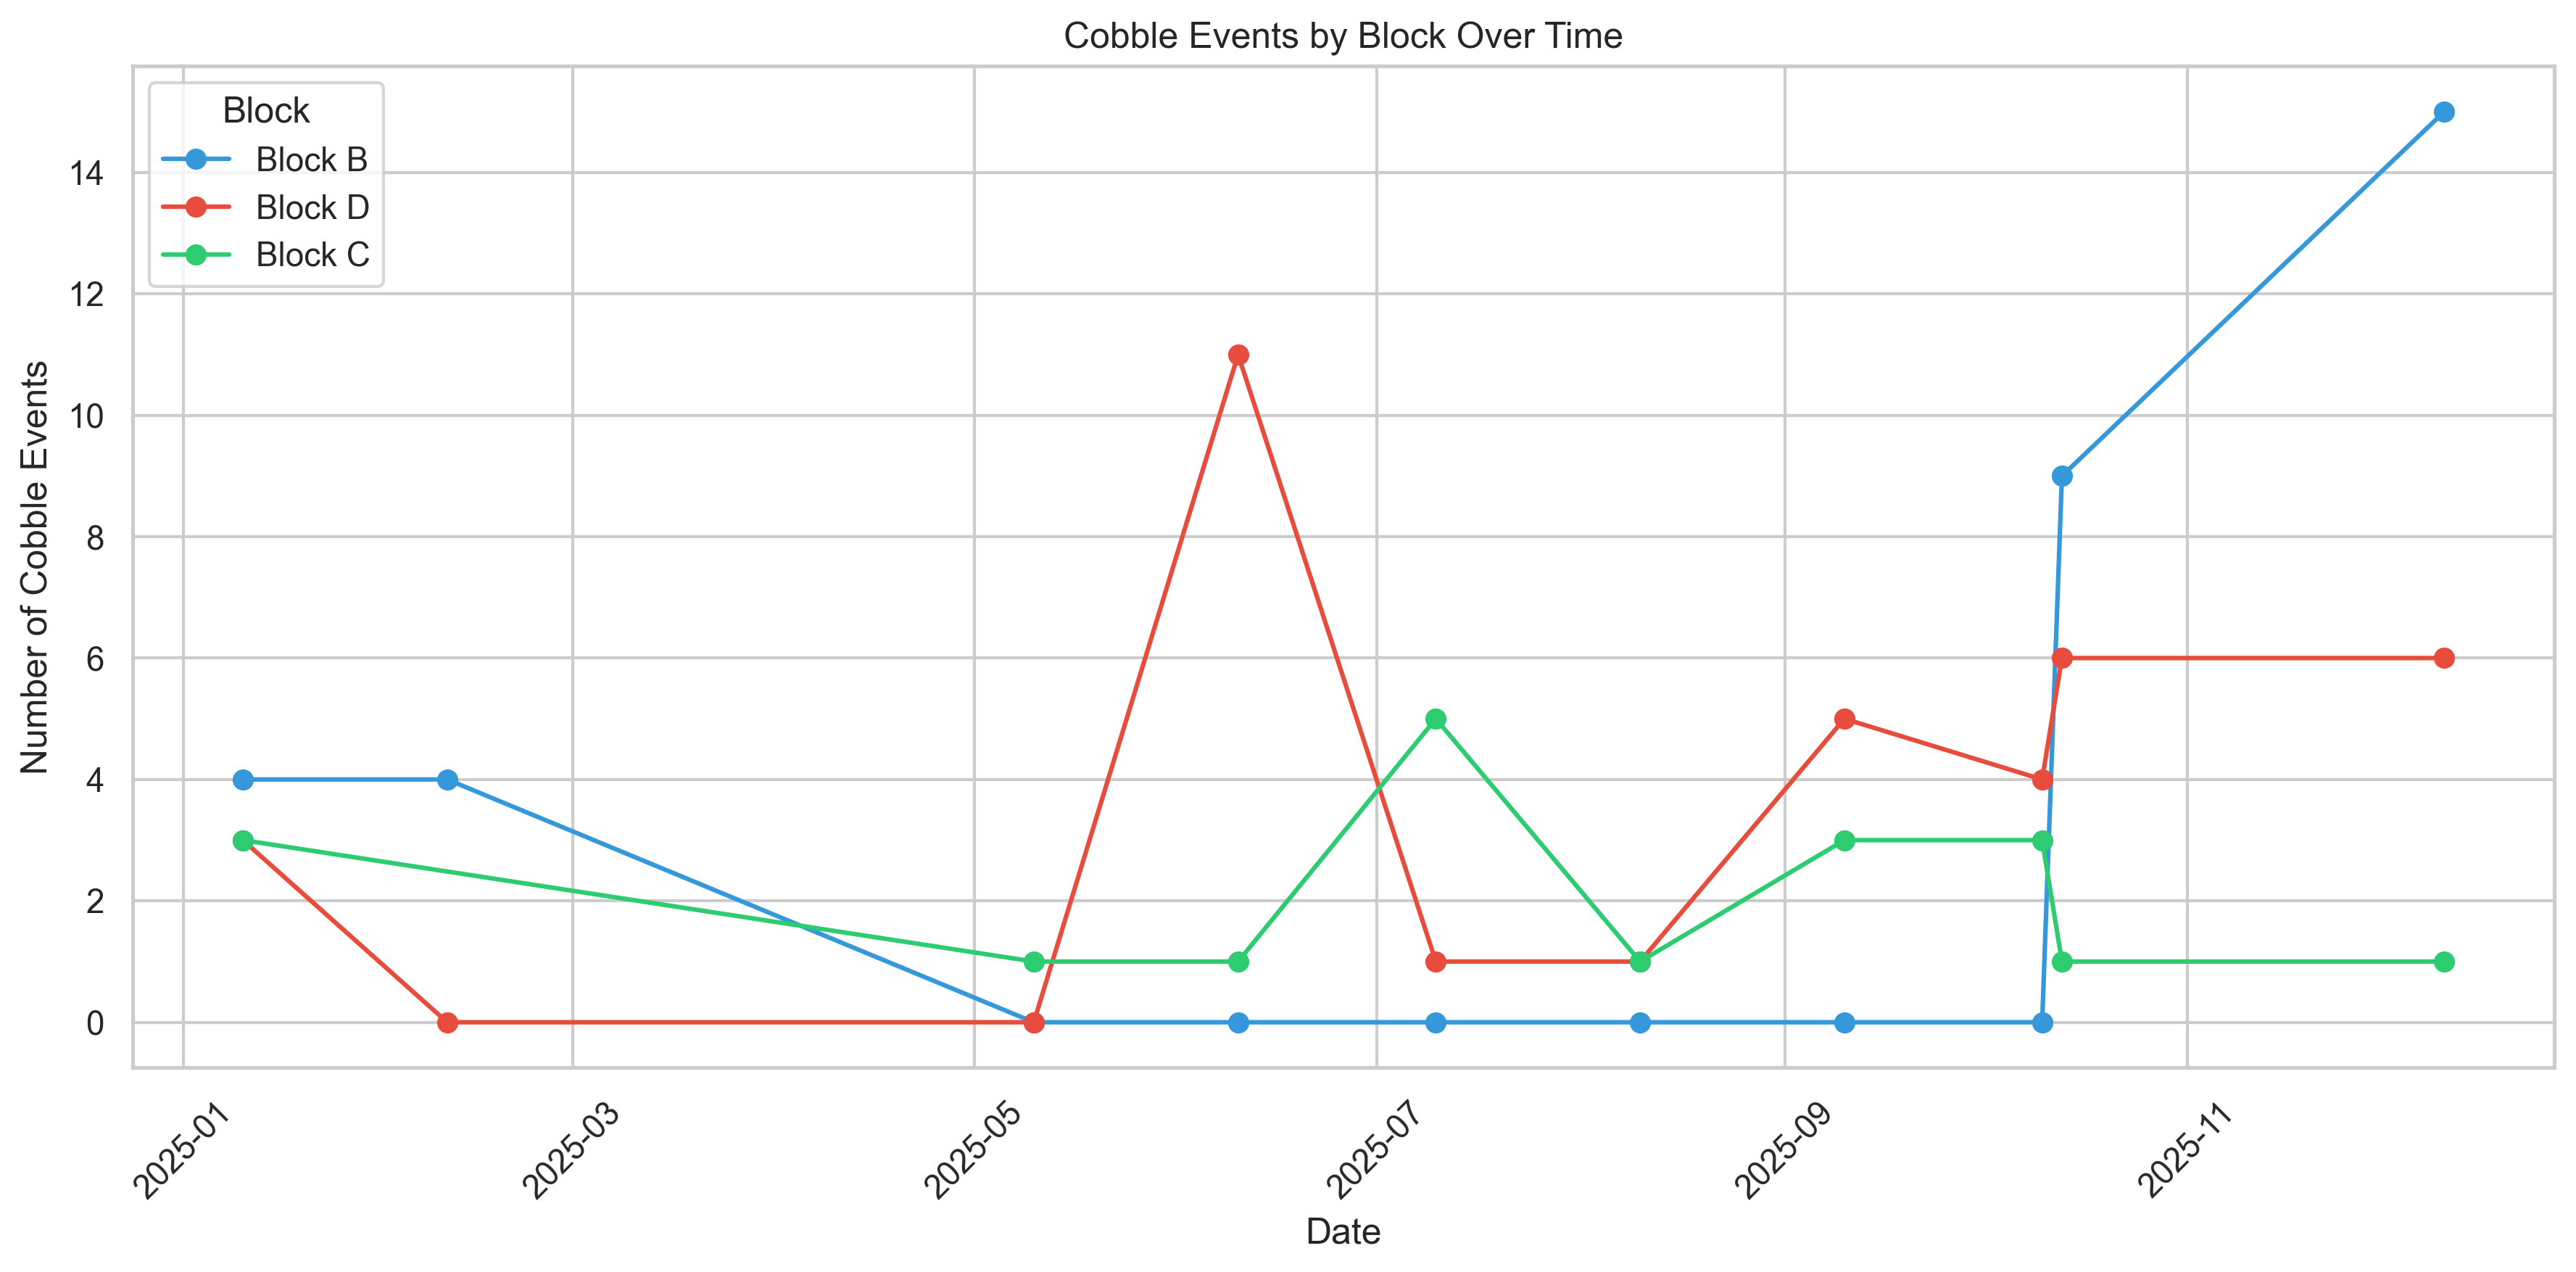 Cobble Events by Block Over Time
Block
Block B
Block D
Block C
Number of Cobble Events
14
12
10
8
6
4
2
0
2025-01
2025-03
2025-05
2025-07
2025-09
2025-11
Date